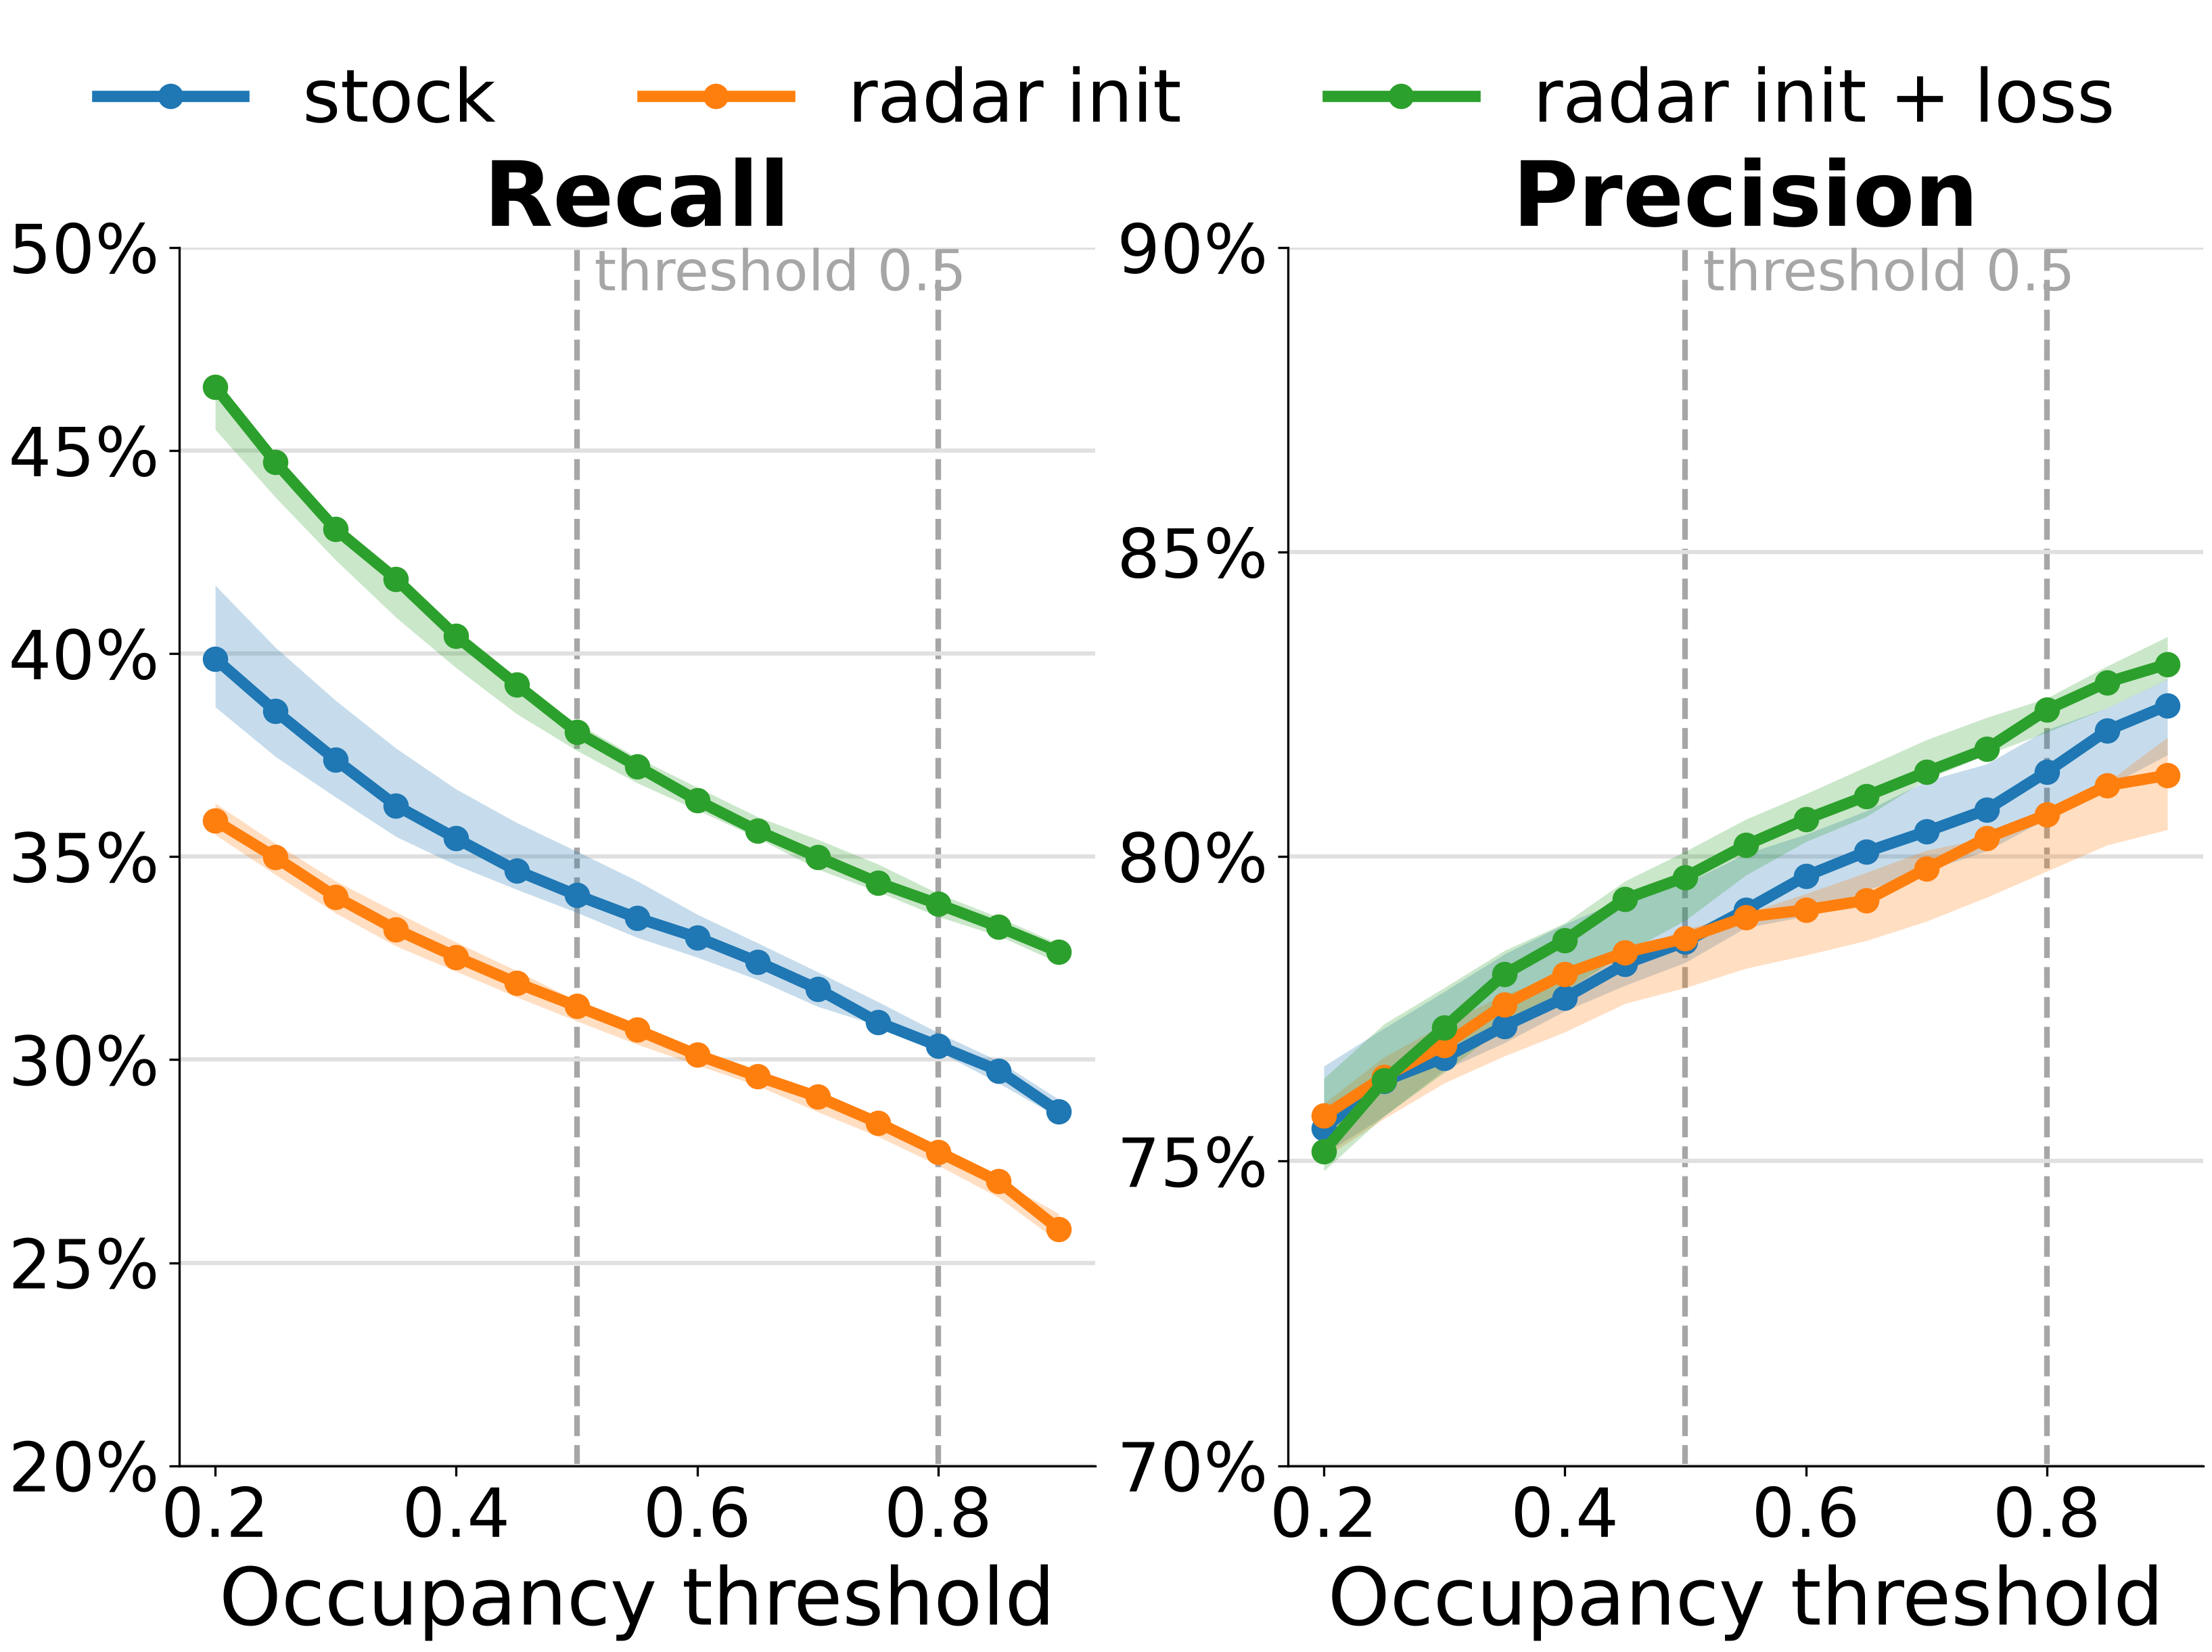 stock radar init radar init + loss
Recall
50%
45%
40%
35%
30%
25%
20%
threshold 0.5
0.2 0.4 0.6 0.8
Occupancy threshold
Precision
90%
85%
80%
75%
70%
threshold 0.5
0.2 0.4 0.6 0.8
Occupancy threshold